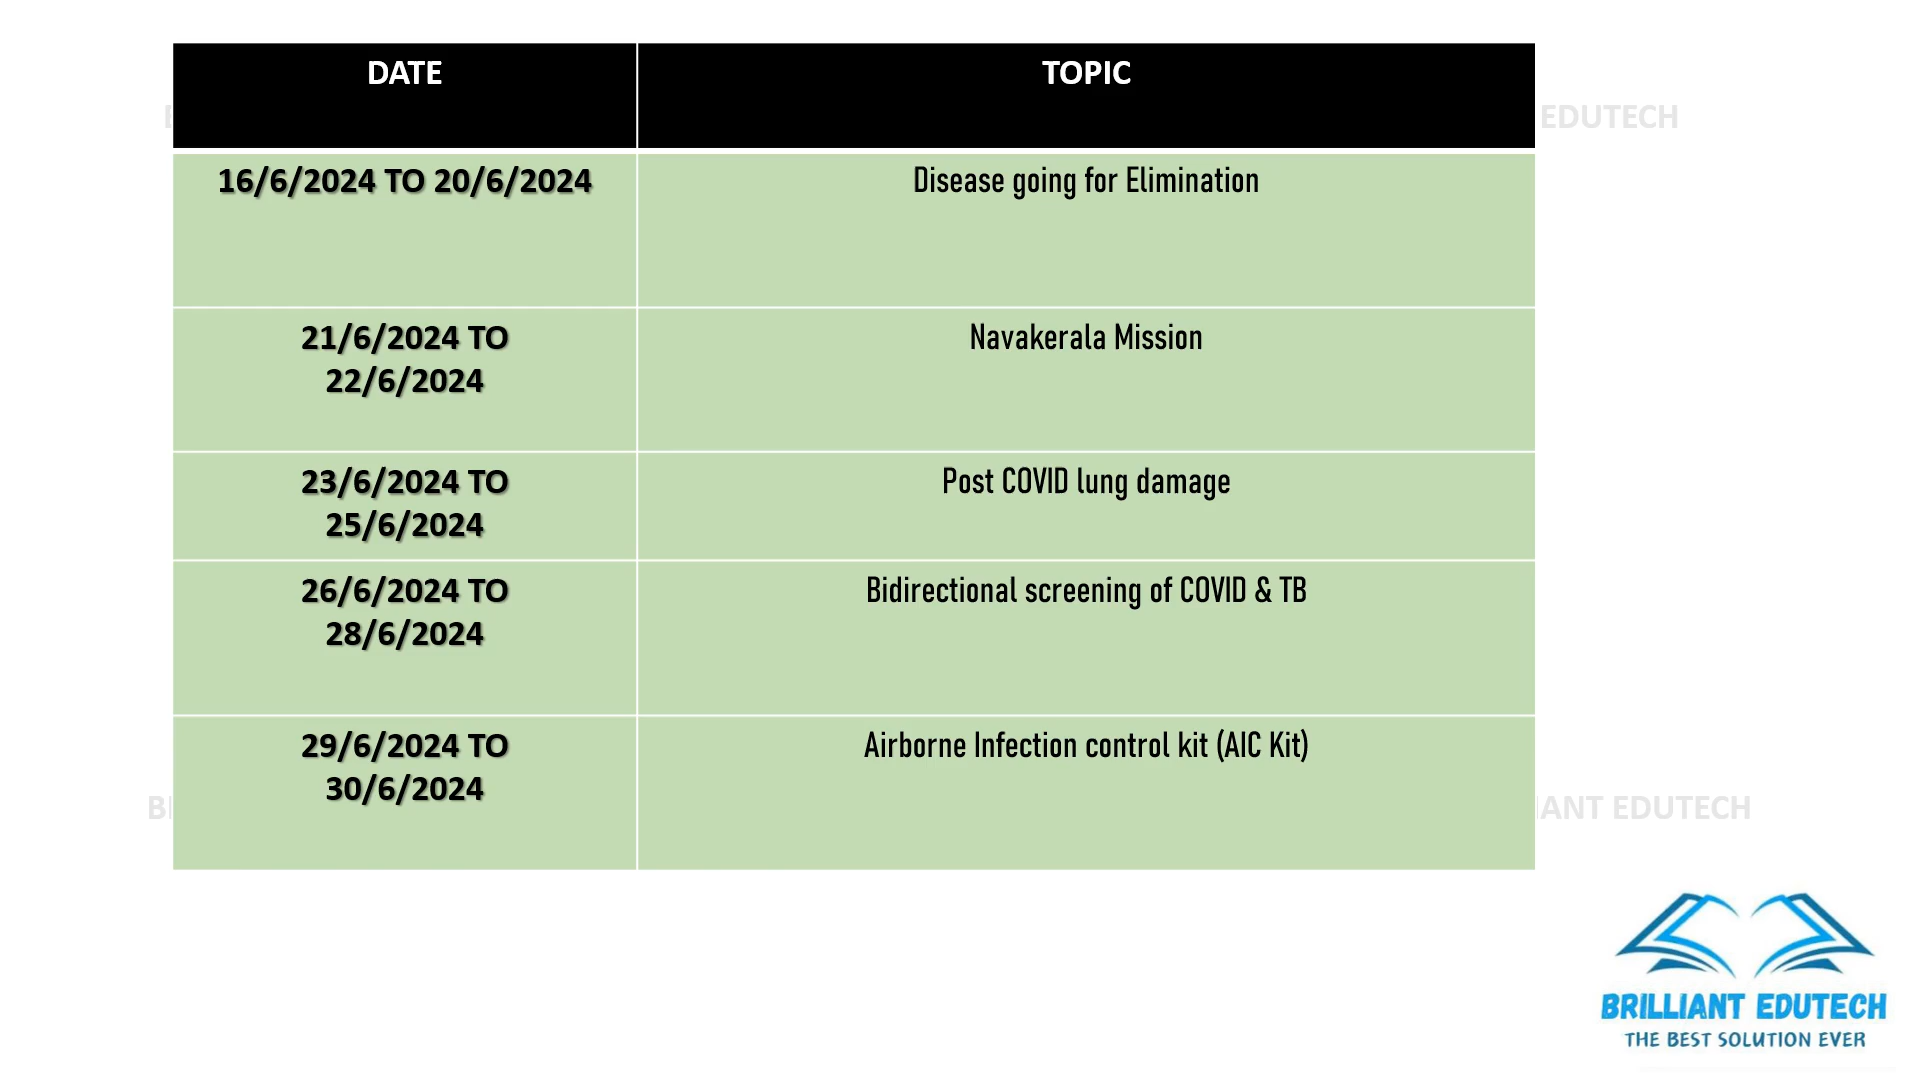 DATE
TOPIC
EDUTECH
16/6/2024 TO 20/6/2024
Disease going for Elimination
21/6/2024 TO
22/6/2024
Navakerala Mission
23/6/2024 TO
25/6/2024
Post COVID lung damage
26/6/2024 TO
28/6/2024
Bidirectional screening of COVID & TB
29/6/2024 TO
30/6/2024
Airborne Infection control kit (AIC Kit)
EDUTECH
BRILLIANT EDUTECH
THE BEST SOLUTION EVER